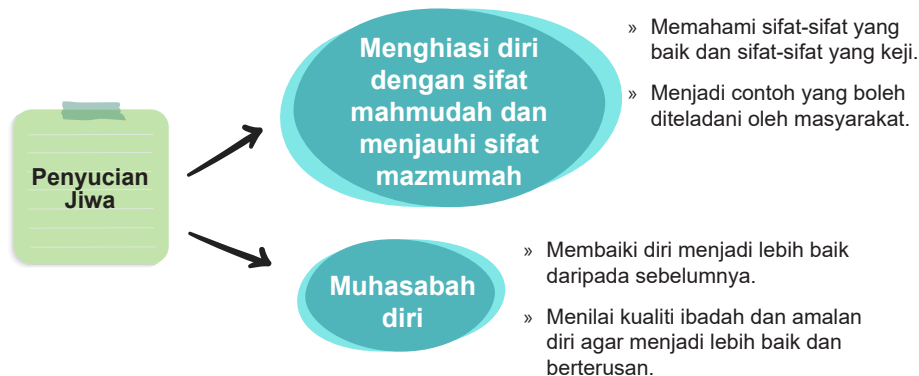 Penyucian
Jiwa
Menghiasi diri
dengan sifat
mahmudah dan
menjauhi sifat
mazmumah
» Memahami sifat-sifat yang
baik dan sifat-sifat yang keji.
» Menjadi contoh yang boleh
diteladani oleh masyarakat.
Muhasabah
diri
» Membaiki diri menjadi lebih baik
daripada sebelumnya.
» Menilai kualiti ibadah dan amalan
diri agar menjadi lebih baik dan
berterusan.